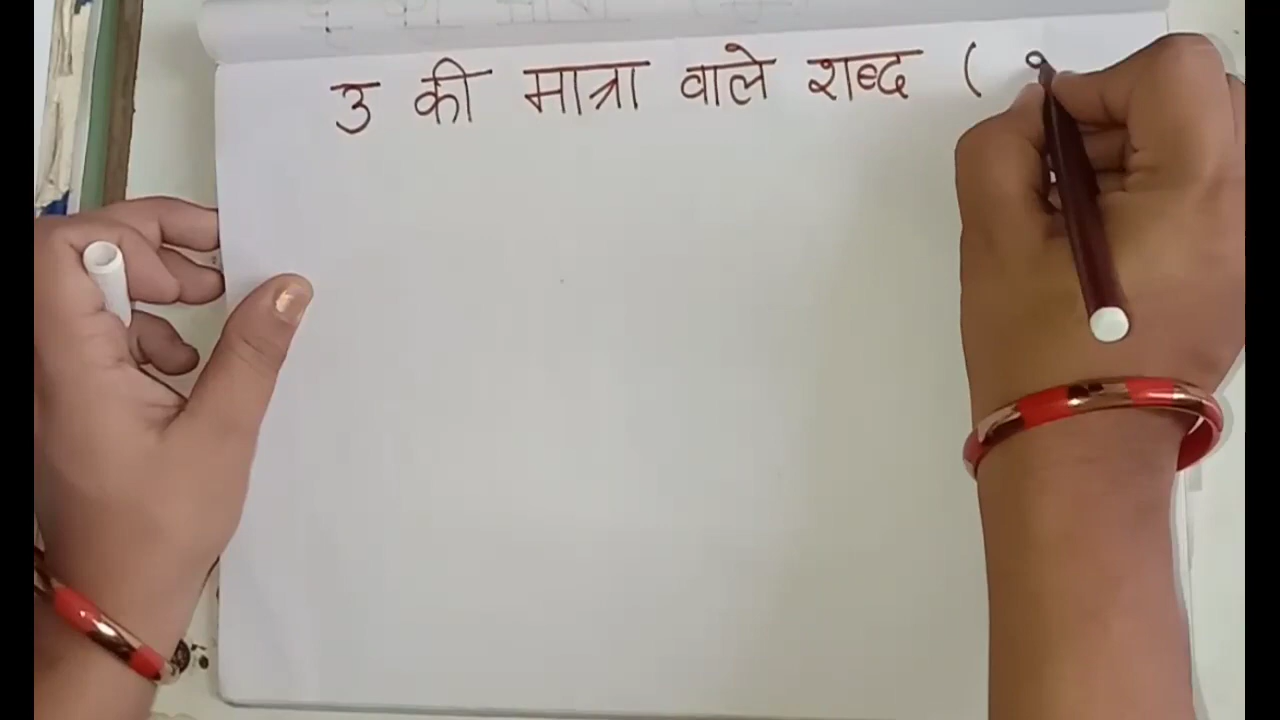 उ की मात्रा वाले शब्द (